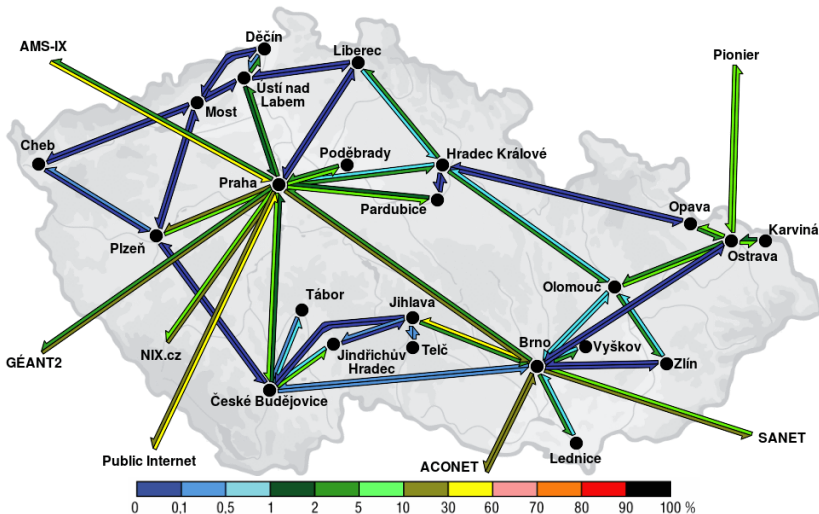 Děčín
AMS-IX
Liberec
Pionier
Ústí nad
Labem
Most
Cheb
Poděbrady
Hradec Králové
Praha
Pardubice
Opava
Karviná
Plzeň
Ostrava
Olomouc
Tábor
Jihlava
Brno
Vyškov
GÉANT2
NIX.cz
Jindřichův
Hradec
Telč
Zlín
České Budějovice
SANET
Public Internet
ACONET
Lednice
0 0,1 0,5 1 2 5 10 30 60 70 80 90 100 %